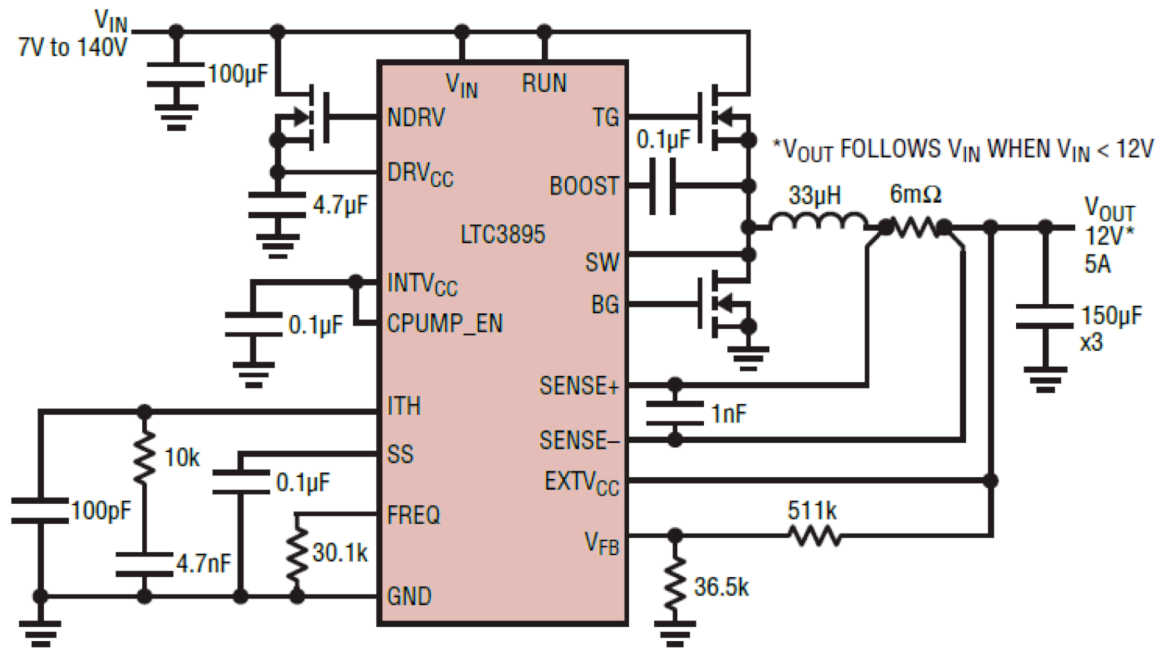 VIN
7V to 140V
100µF
VIN
RUN
NDRV
TG
0.1µF
*VOUT FOLLOWS VIN WHEN VIN < 12V
DRVCC
BOOST
4.7µF
33µH
6mΩ
VOUT
12V*
5A
LTC3895
SW
INTVCC
BG
0.1µF
CPUMP_EN
150µF
x3
SENSE+
1nF
ITH
SENSE–
10k
SS
0.1µF
EXTVCC
100pF
FREQ
511k
VFB
4.7nF
30.1k
36.5k
GND